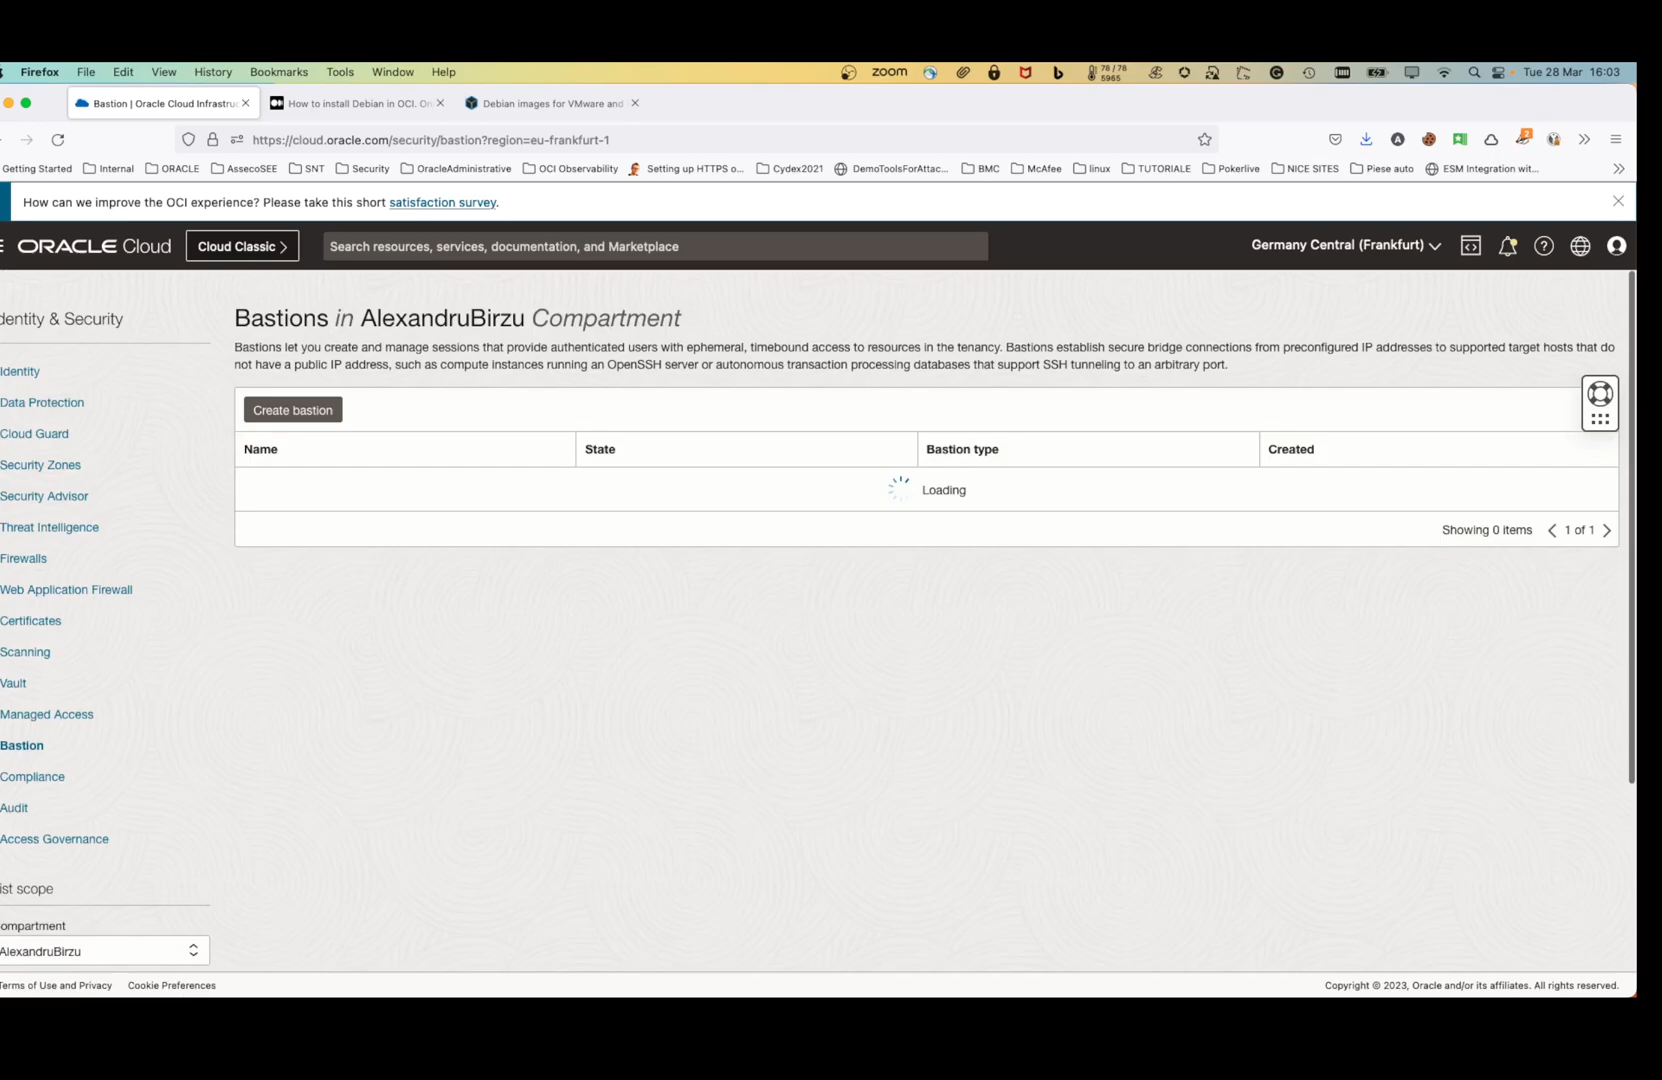 Firefox File Edit View History Bookmarks Tools Window Help zoom 78 / 78 5965 Tue 28 Mar 16:03
Bastion | Oracle Cloud Infrastruc How to install Debian in OCI. On Debian images for VMware and
https://cloud.oracle.com/security/bastion?region=eu-frankfurt-1 2
Getting Started Internal ORACLE AssecoSEE SNT Security OracleAdministrative OCI Observability Setting up HTTPS o... Cydex2021 DemoToolsForAttac... BMC McAfee linux TUTORIALE Pokerlive NICE SITES Piese auto ESM Integration wit...
How can we improve the OCI experience? Please take this short satisfaction survey.
ORACLE Cloud Cloud Classic Search resources, services, documentation, and Marketplace Germany Central (Frankfurt)
dentity & Security
Identity
Data Protection
Cloud Guard
Security Zones
Security Advisor
Threat Intelligence
Firewalls
Web Application Firewall
Certificates
Scanning
Vault
Managed Access
Bastion
Compliance
Audit
Access Governance
ist scope
ompartment
AlexandruBirzu
Bastions in AlexandruBirzu Compartment
Bastions let you create and manage sessions that provide authenticated users with ephemeral, timebound access to resources in the tenancy. Bastions establish secure bridge connections from preconfigured IP addresses to supported target hosts that do
not have a public IP address, such as compute instances running an OpenSSH server or autonomous transaction processing databases that support SSH tunneling to an arbitrary port.
Create bastion
Name State Bastion type Created
Loading
Showing 0 items 1 of 1
Terms of Use and Privacy Cookie Preferences Copyright © 2023, Oracle and/or its affiliates. All rights reserved.